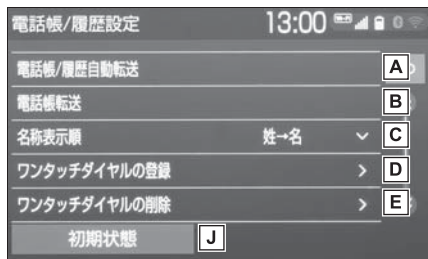 電話帳/履歴設定 13:00
電話帳/履歴自動転送 A
電話帳転送 B
名称表示順 姓→名 C
ワンタッチダイヤルの登録 D
ワンタッチダイヤルの削除 E
初期状態 J